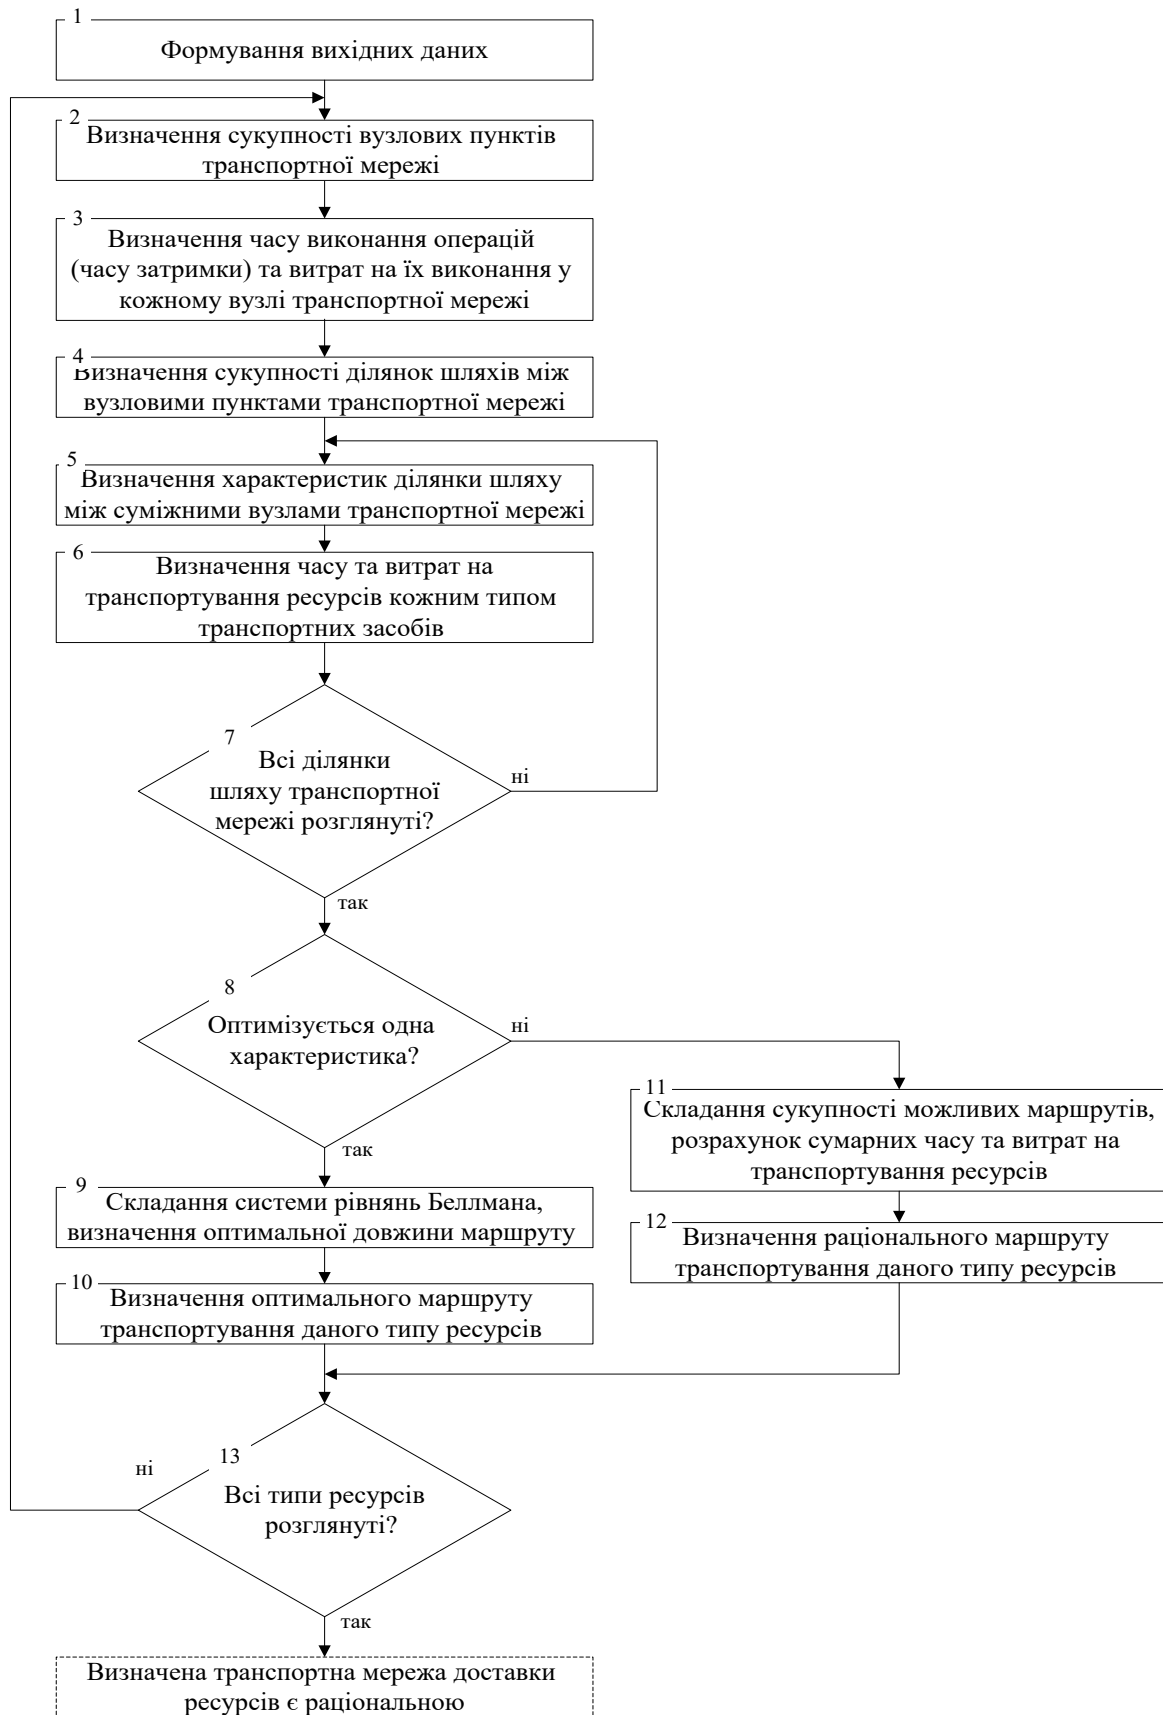 1
Формування вихідних даних
2
Визначення сукупності вузлових пунктів
транспортної мережі
3
Визначення часу виконання операцій
(часу затримки) та витрат на їх виконання у
кожному вузлі транспортної мережі
4
Визначення сукупності ділянок шляхів між
вузловими пунктами транспортної мережі
5
Визначення характеристик ділянки шляху
між суміжними вузлами транспортної мережі
6
Визначення часу та витрат на
транспортування ресурсів кожним типом
транспортних засобів
7
Всі ділянки
шляху транспортної
мережі розглянуті?
ні
так
8
Оптимізується одна
характеристика?
ні
так
9
Складання системи рівнянь Беллмана,
визначення оптимальної довжини маршруту
10
Визначення оптимального маршруту
транспортування даного типу ресурсів
11
Складання сукупності можливих маршрутів,
розрахунок сумарних часу та витрат на
транспортування ресурсів
12
Визначення раціонального маршруту
транспортування даного типу ресурсів
13
ні
Всі типи ресурсів
розглянуті?
так
Визначена транспортна мережа доставки
ресурсів є раціональною